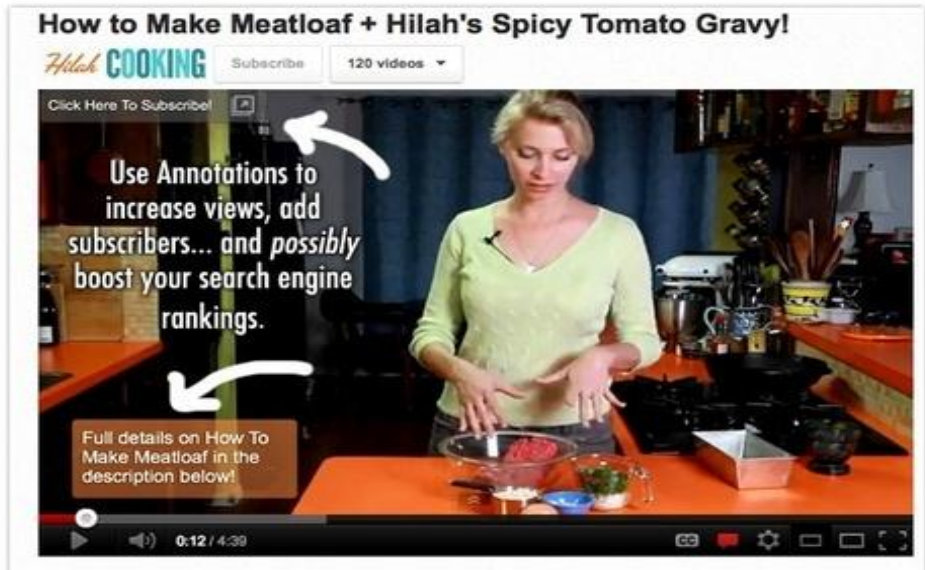 How to Make Meatloaf + Hilah's Spicy Tomato Gravy!
Hilah COOKING Subscribe 120 videos
Click Here To Subscribe!
Use Annotations to
increase views, add
subscribers... and possibly
boost your search engine
rankings.
Full details on How To
Make Meatloaf in the
description below!
0:12 / 4:39 CC